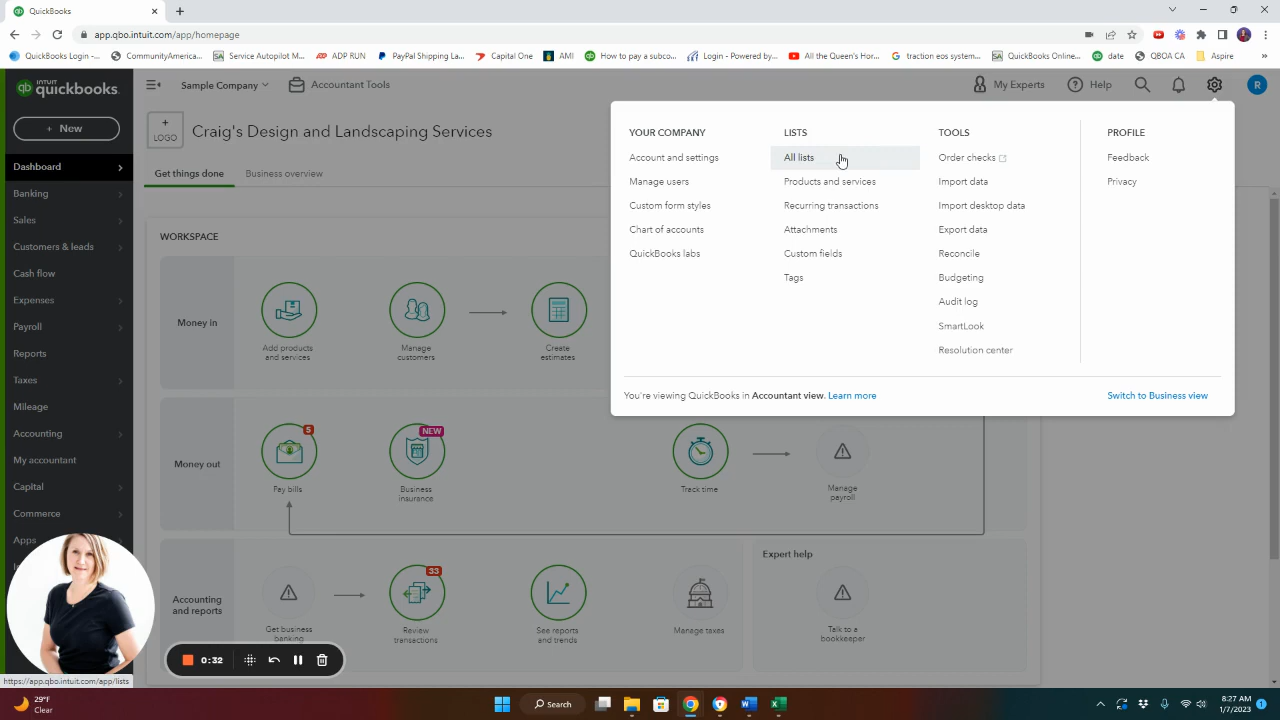 QuickBooks
app.qbo.intuit.com/app/homepage
QuickBooks Login -...
CommunityAmerica...
Service Autopilot M...
ADP RUN
PayPal Shipping La...
Capital One
AMI
How to pay a subco...
Login - Powered by...
All the Queen's Hor...
traction eos system...
QuickBooks Online...
date
QBOA CA
Aspire
»
INTUIT
quickbooks.
Sample Company
Accountant Tools
My Experts
Help
R
+ New
+
LOGO
Craig's Design and Landscaping Services
Get things done
Business overview
Dashboard
Banking
Sales
Customers & leads
Cash flow
Expenses
Payroll
Reports
Taxes
Mileage
Accounting
My accountant
Capital
Commerce
Apps
WORKSPACE
Money in
Add products
and services
Manage
customers
Create
estimates
Money out
5
Pay bills
NEW
Business
insurance
Track time
Manage
payroll
Accounting
and reports
Get business
banking
33
Review
transactions
See reports
and trends
Manage taxes
Expert help
Talk to a
bookkeeper
YOUR COMPANY
Account and settings
Manage users
Custom form styles
Chart of accounts
QuickBooks labs
LISTS
All lists
Products and services
Recurring transactions
Attachments
Custom fields
Tags
TOOLS
Order checks
Import data
Import desktop data
Export data
Reconcile
Budgeting
Audit log
SmartLook
Resolution center
PROFILE
Feedback
Privacy
You're viewing QuickBooks in Accountant view. Learn more
Switch to Business view
0:32
https://app.qbo.intuit.com/app/lists
29°F
Clear
Search
8:27 AM
1/7/2023